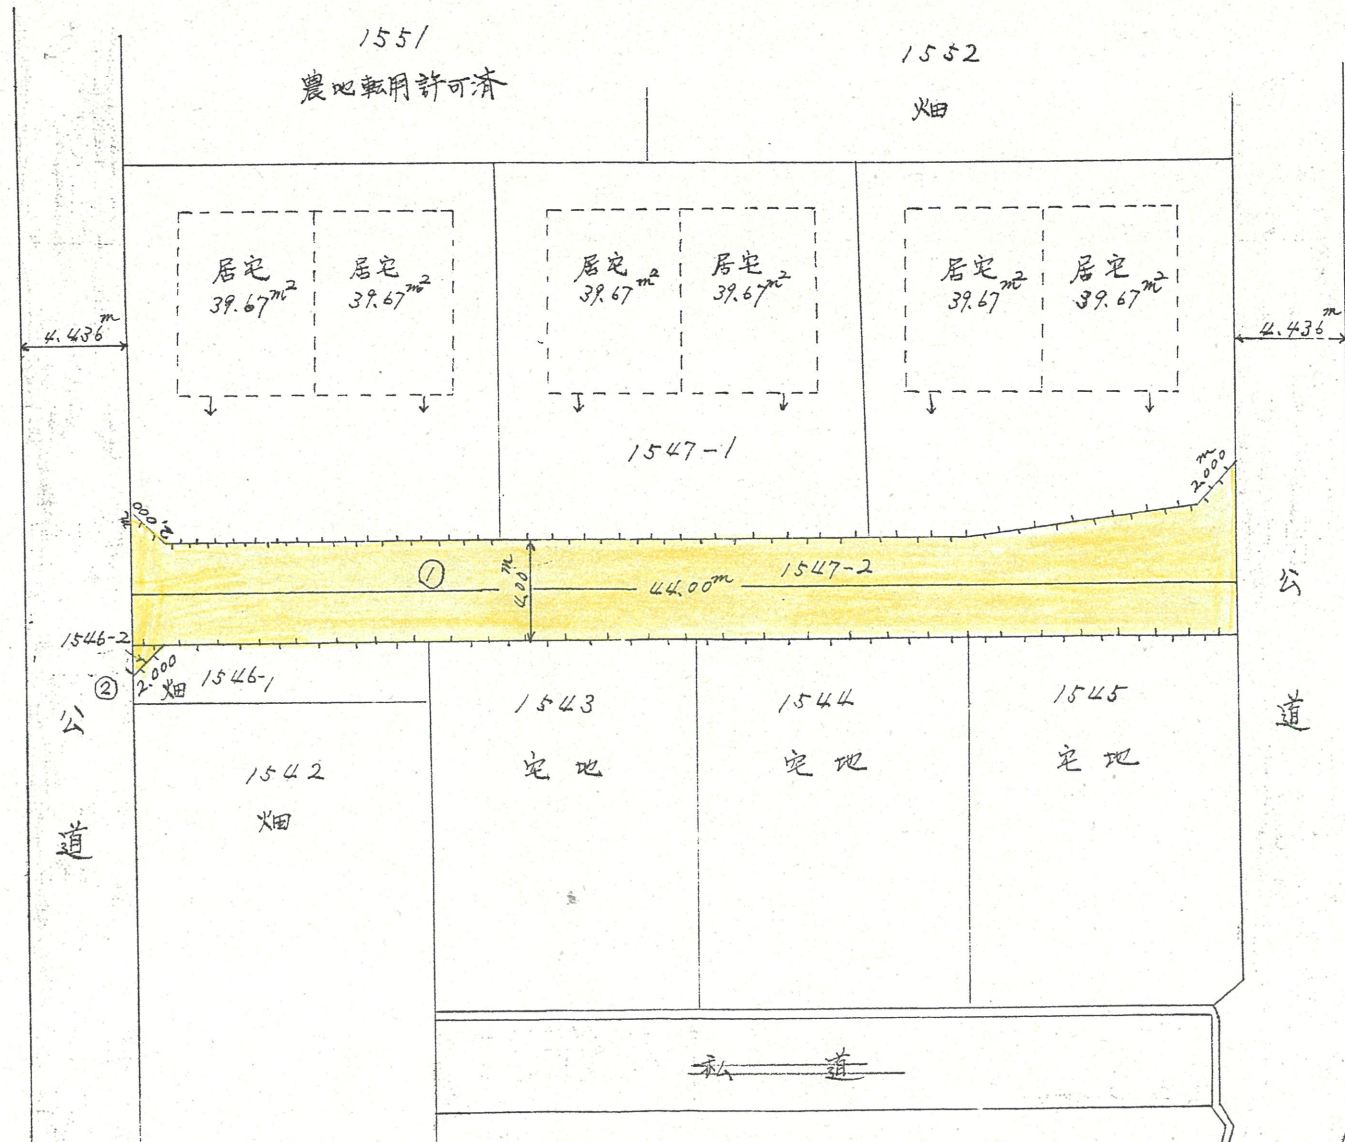 1551
農地転用許可済
1552
畑
居宅
39.67m²
居宅
39.67m²
居宅
39.67m²
居宅
39.67m²
居宅
39.67m²
居宅
39.67m²
4.436m
4.436m
1547-1
2.000m
2.000m
①
4.00m
44.00m
1547-2
公
道
1546-2
②
2.000
畑
1546-1
公
道
1542
畑
1543
宅地
1544
宅地
1545
宅地
私道